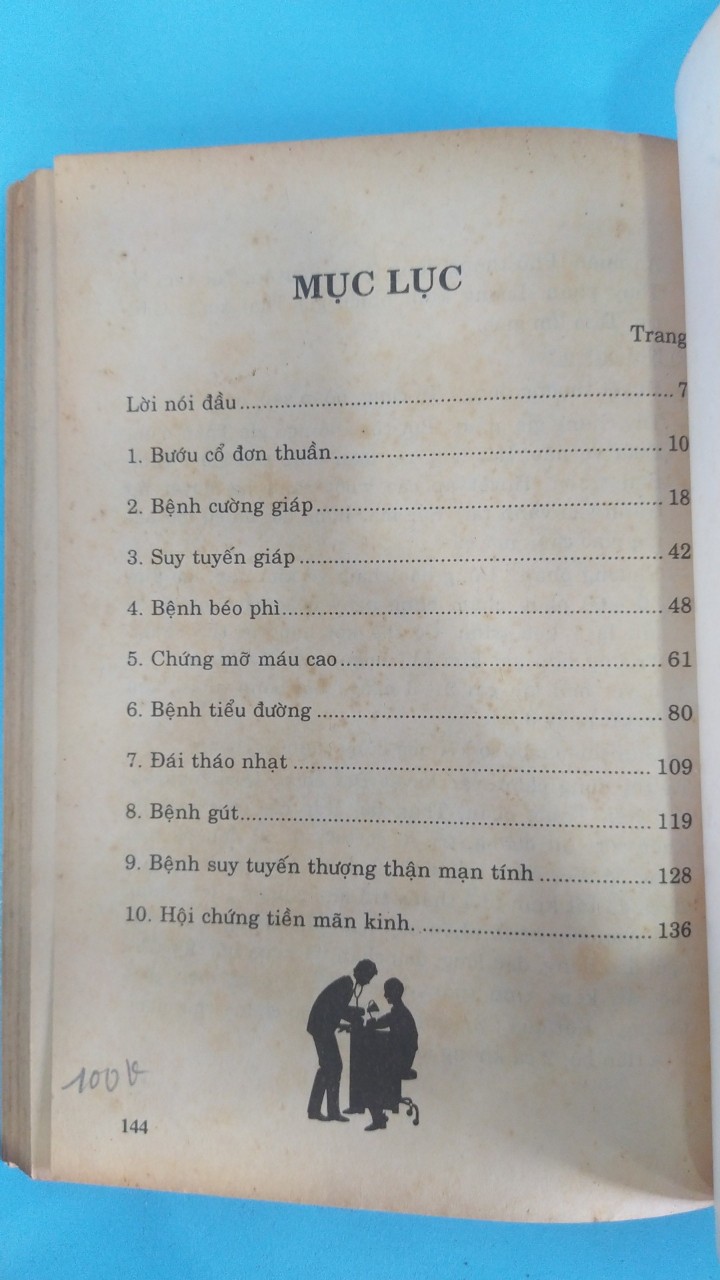 MỤC LỤC
Trang
Lời nói đầu........................................................................7
1. Bướu cổ đơn thuần.......................................................10
2. Bệnh cường giáp..........................................................18
3. Suy tuyến giáp.............................................................42
4. Bệnh béo phì................................................................48
5. Chứng mỡ máu cao......................................................61
6. Bệnh tiểu đường..........................................................80
7. Đái tháo nhạt.............................................................109
8. Bệnh gút.....................................................................119
9. Bệnh suy tuyến thượng thận mạn tính.................128
10. Hội chứng tiền mãn kinh. ...................................136
144